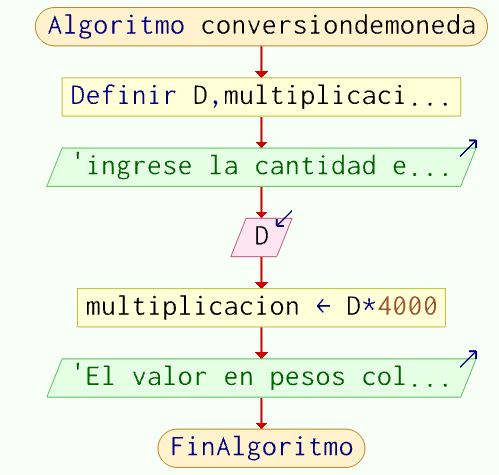 Algoritmo conversiondemoneda
Definir D,multiplicaci...
'ingrese la cantidad e...
D
multiplicacion ← D*4000
'El valor en pesos col...
FinAlgoritmo